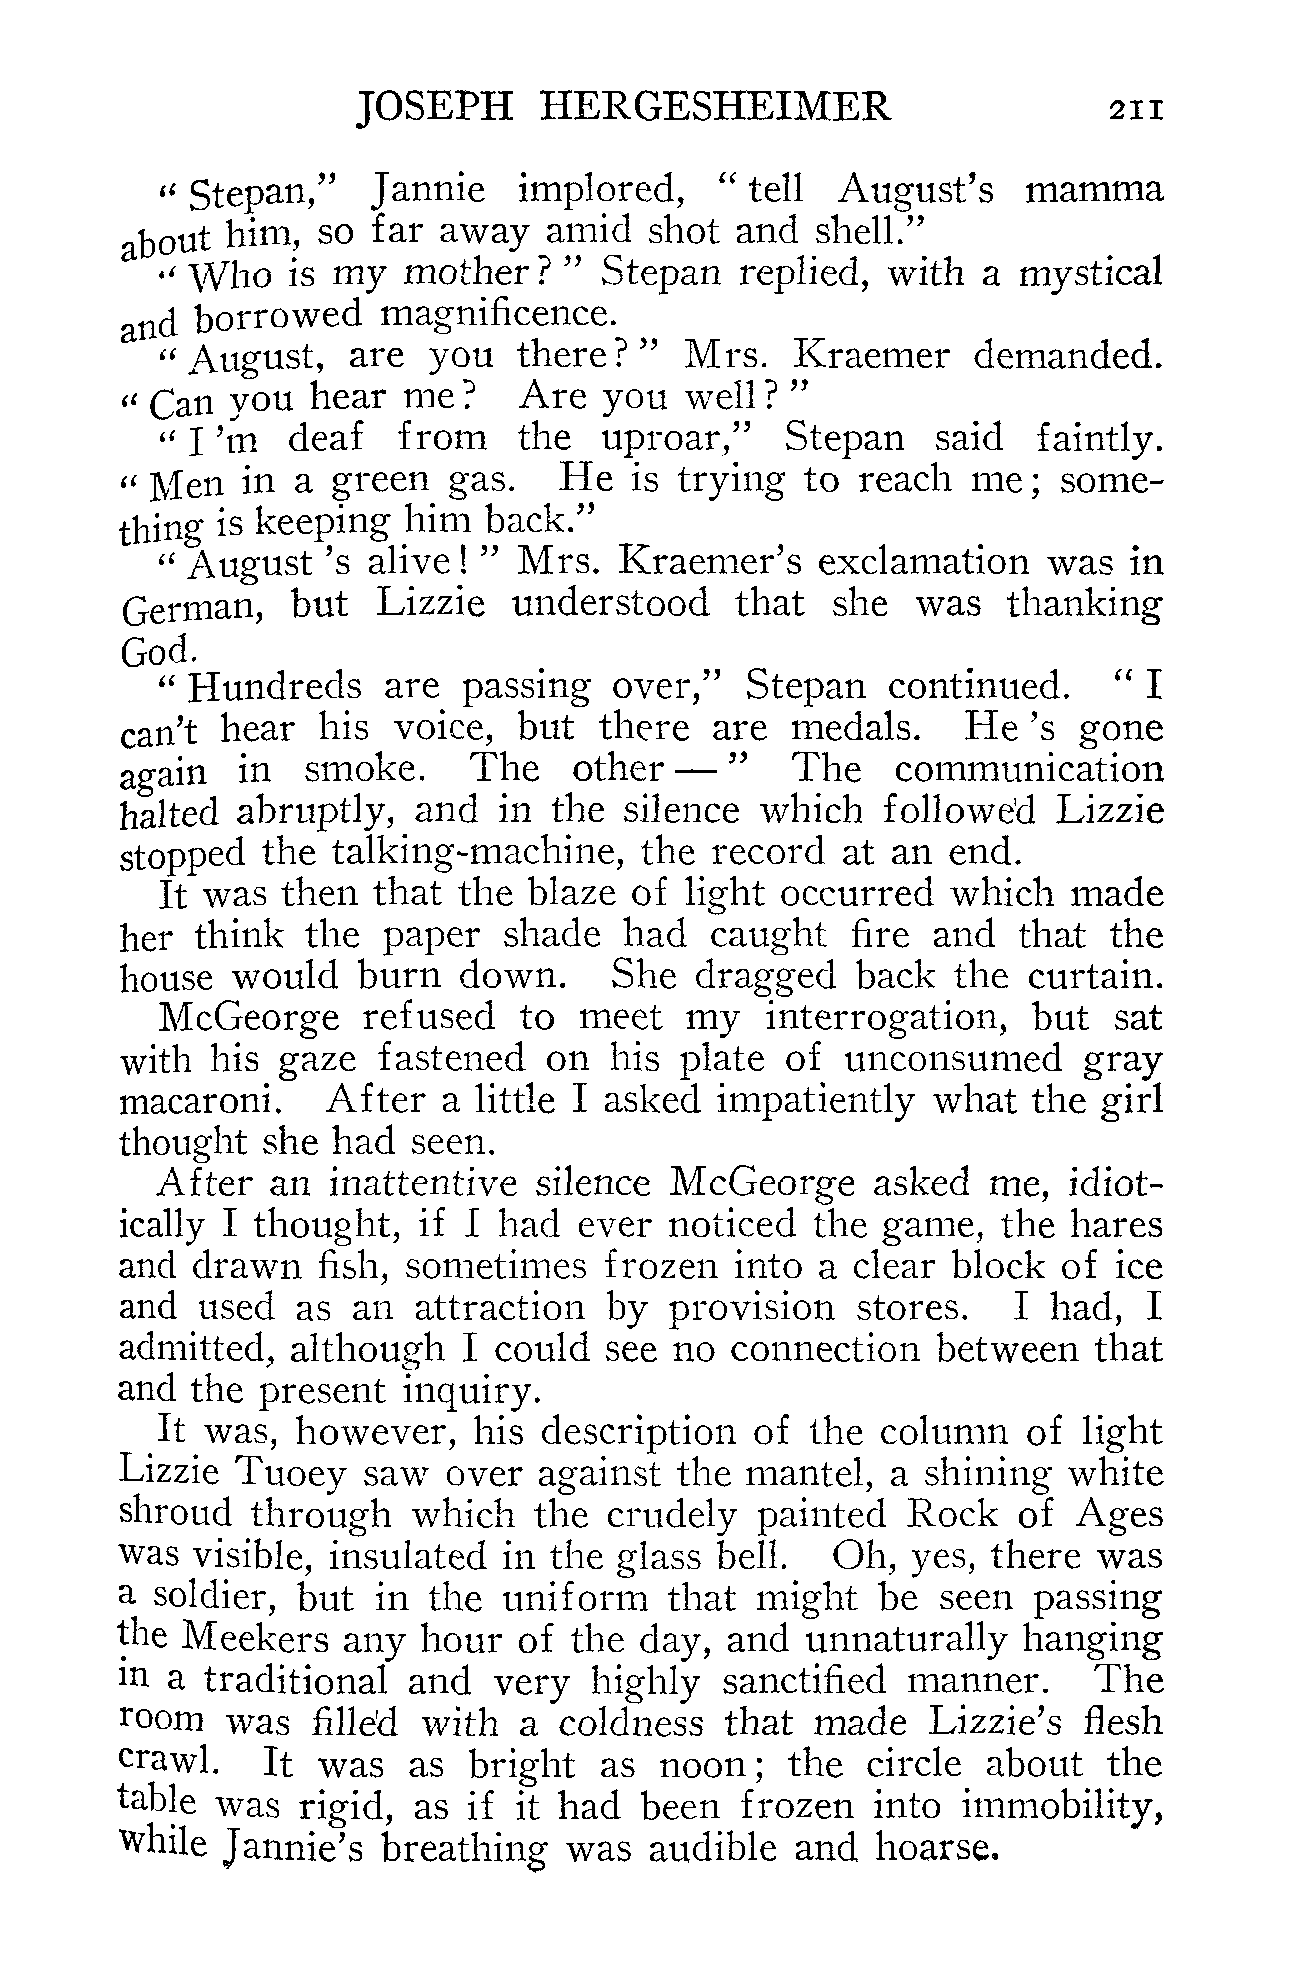 JOSEPH HERGESHEIMER 211
" Stepan," Jannie implored, " tell August's mamma
about him, so far away amid shot and shell."
" Who is my mother? " Stepan replied, with a mystical
and borrowed magnificence.
" August, are you there? " Mrs. Kraemer demanded.
" Can you hear me? Are you well? "
" I 'm deaf from the uproar," Stepan said faintly.
" Men in a green gas. He is trying to reach me; some-
thing is keeping him back."
" August 's alive! " Mrs. Kraemer's exclamation was in
German, but Lizzie understood that she was thanking
God.
" Hundreds are passing over," Stepan continued. " I
can't hear his voice, but there are medals. He 's gone
again in smoke. The other — " The communication
halted abruptly, and in the silence which followed Lizzie
stopped the talking-machine, the record at an end.
It was then that the blaze of light occurred which made
her think the paper shade had caught fire and that the
house would burn down. She dragged back the curtain.
McGeorge refused to meet my interrogation, but sat
with his gaze fastened on his plate of unconsumed gray
macaroni. After a little I asked impatiently what the girl
thought she had seen.
After an inattentive silence McGeorge asked me, idiot-
ically I thought, if I had ever noticed the game, the hares
and drawn fish, sometimes frozen into a clear block of ice
and used as an attraction by provision stores. I had, I
admitted, although I could see no connection between that
and the present inquiry.
It was, however, his description of the column of light
Lizzie Tuoey saw over against the mantel, a shining white
shroud through which the crudely painted Rock of Ages
was visible, insulated in the glass bell. Oh, yes, there was
a soldier, but in the uniform that might be seen passing
the Meekers any hour of the day, and unnaturally hanging
in a traditional and very highly sanctified manner. The
room was filled with a coldness that made Lizzie's flesh
crawl. It was as bright as noon; the circle about the
table was rigid, as if it had been frozen into immobility,
while Jannie's breathing was audible and hoarse.